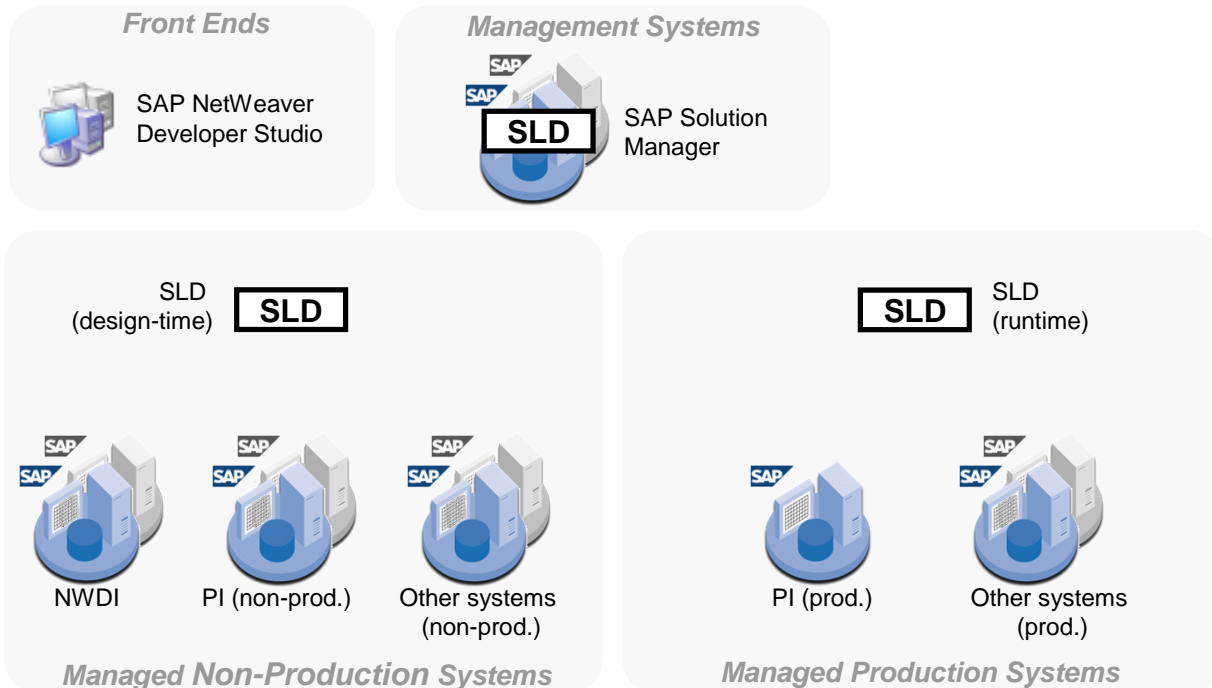 Front Ends
SAP NetWeaver
Developer Studio
Management Systems
SAP
SAP
SLD
SAP Solution
Manager
SLD
(design-time)
SLD
SAP
SAP
NWDI
SAP
SAP
PI (non-prod.)
SAP
SAP
Other systems
(non-prod.)
Managed Non-Production Systems
SLD
SLD
(runtime)
SAP
PI (prod.)
SAP
SAP
Other systems
(prod.)
Managed Production Systems